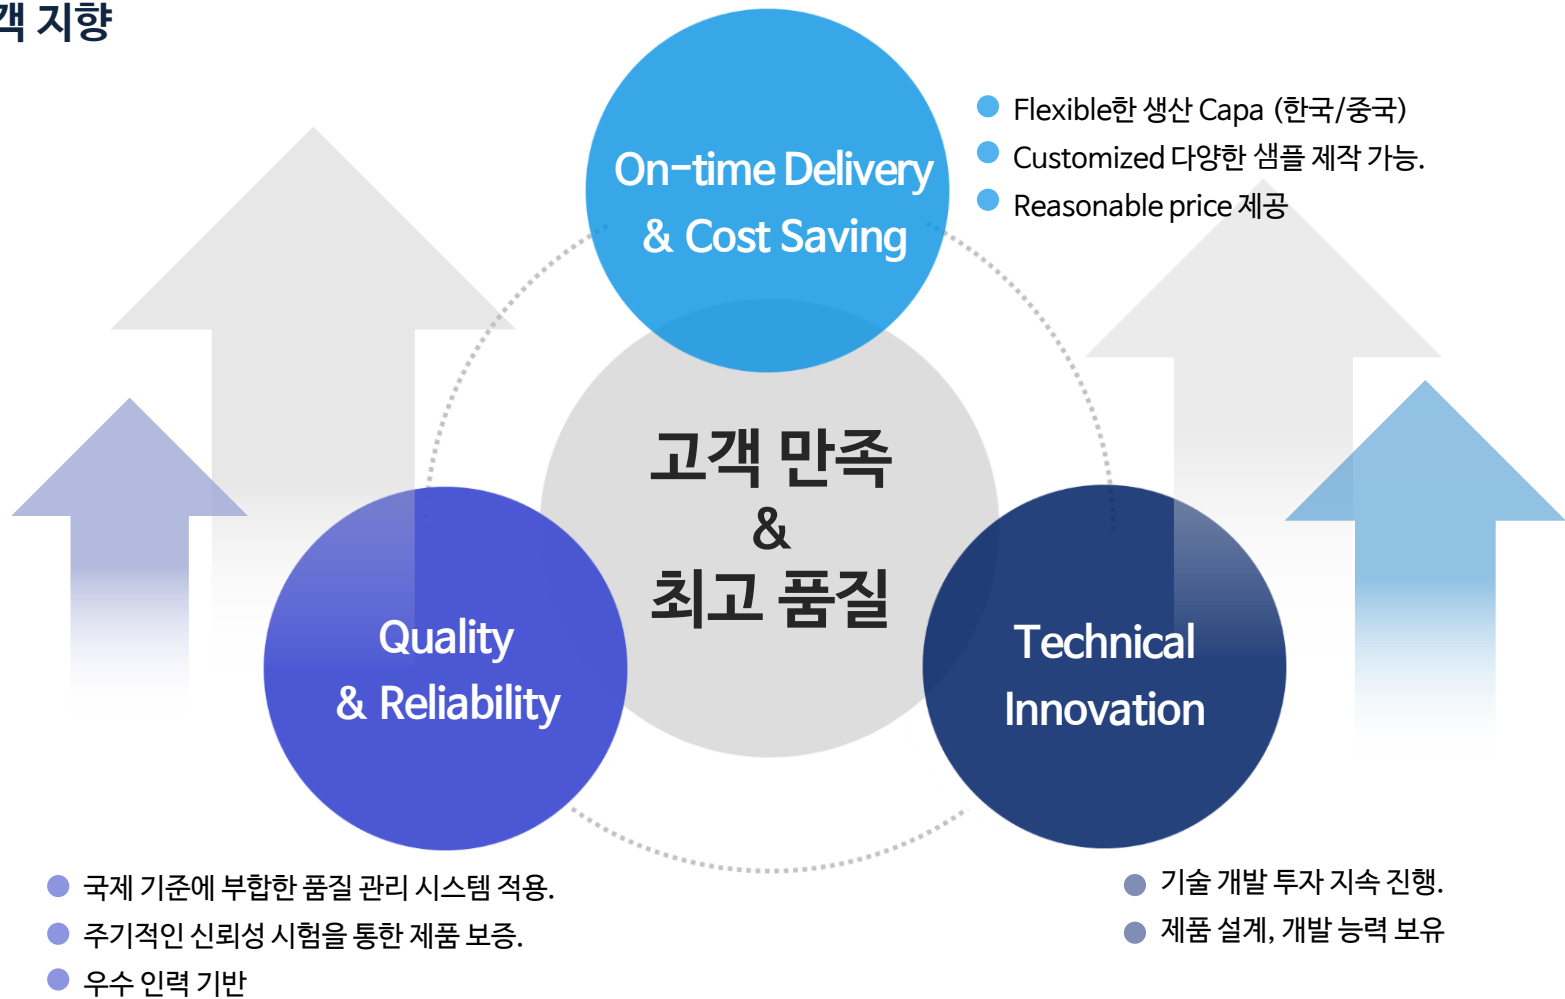 객 지향
On-time Delivery
& Cost Saving
Flexible한 생산 Capa (한국/중국)
Customized 다양한 샘플 제작 가능.
Reasonable price 제공
고객 만족
&
최고 품질
Quality
& Reliability
Technical
Innovation
국제 기준에 부합한 품질 관리 시스템 적용.
주기적인 신뢰성 시험을 통한 제품 보증.
우수 인력 기반
기술 개발 투자 지속 진행.
제품 설계, 개발 능력 보유